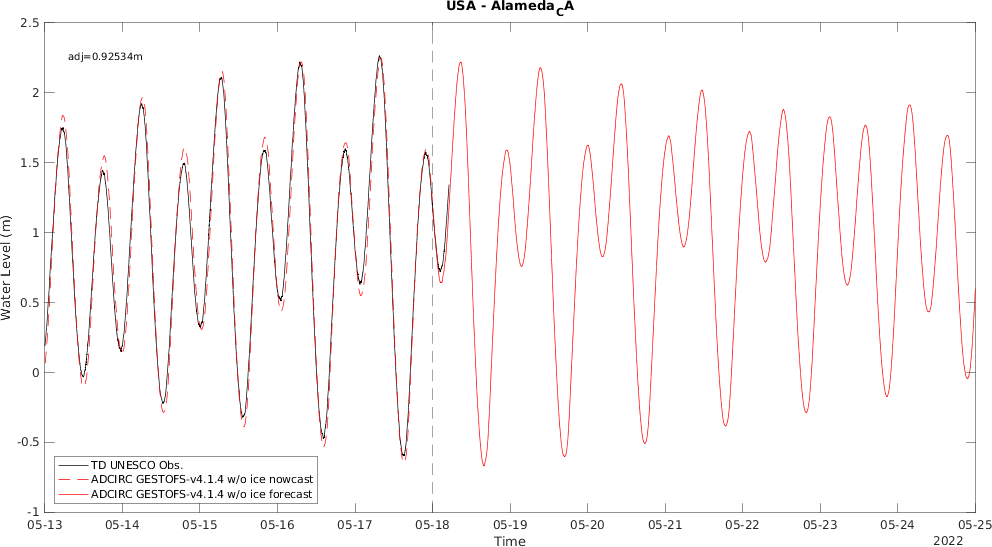 USA - Alameda_CA
adj=0.92534m
2.5
2
1.5
1
0.5
0
-0.5
-1
Water Level (m)
TD UNESCO Obs.
ADCIRC GESTOFS-v4.1.4 w/o ice nowcast
ADCIRC GESTOFS-v4.1.4 w/o ice forecast
05-13 05-14 05-15 05-16 05-17 05-18 05-19 05-20 05-21 05-22 05-23 05-24 05-25
Time
2022